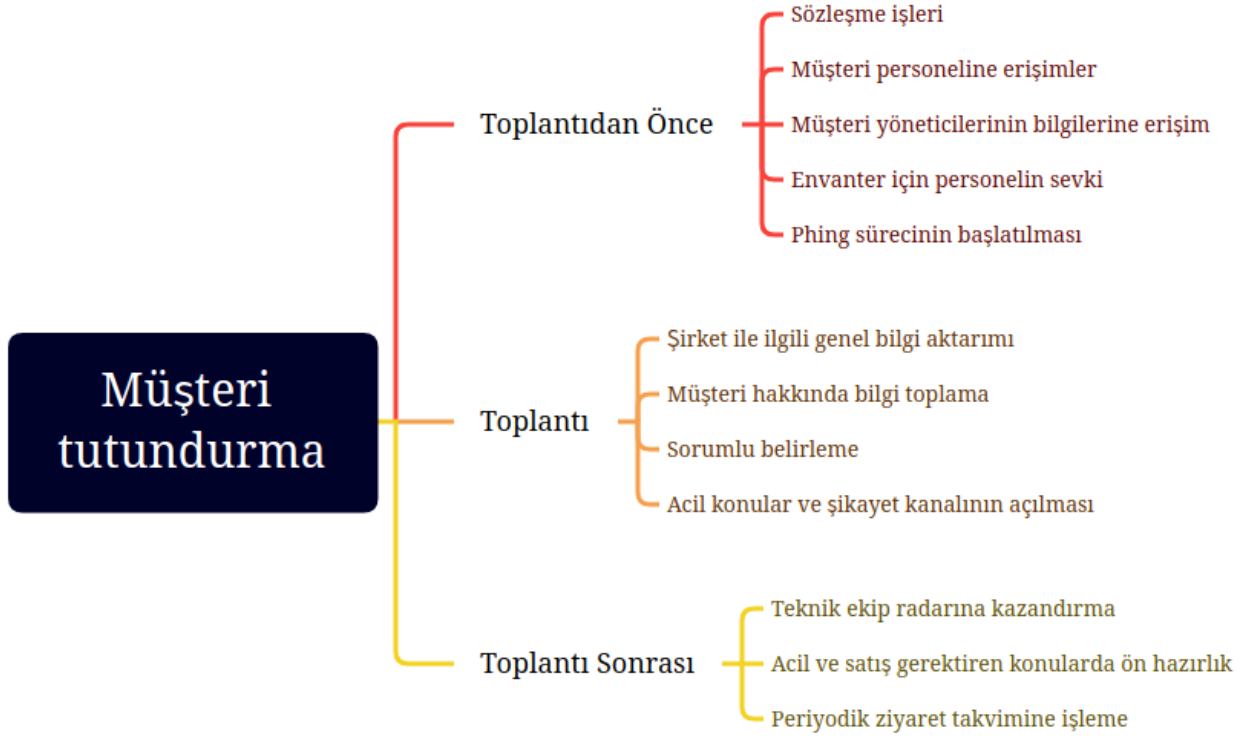 Müşteri
tutundurma
Toplantıdan Önce
Sözleşme işleri
Müşteri personeline erişimler
Müşteri yöneticilerinin bilgilerine erişim
Envanter için personelin sevki
Phing sürecinin başlatılması
Toplantı
Şirket ile ilgili genel bilgi aktarımı
Müşteri hakkında bilgi toplama
Sorumlu belirleme
Acil konular ve şikayet kanalının açılması
Toplantı Sonrası
Teknik ekip radarına kazandırma
Acil ve satış gerektiren konularda ön hazırlık
Periyodik ziyaret takvimine işleme